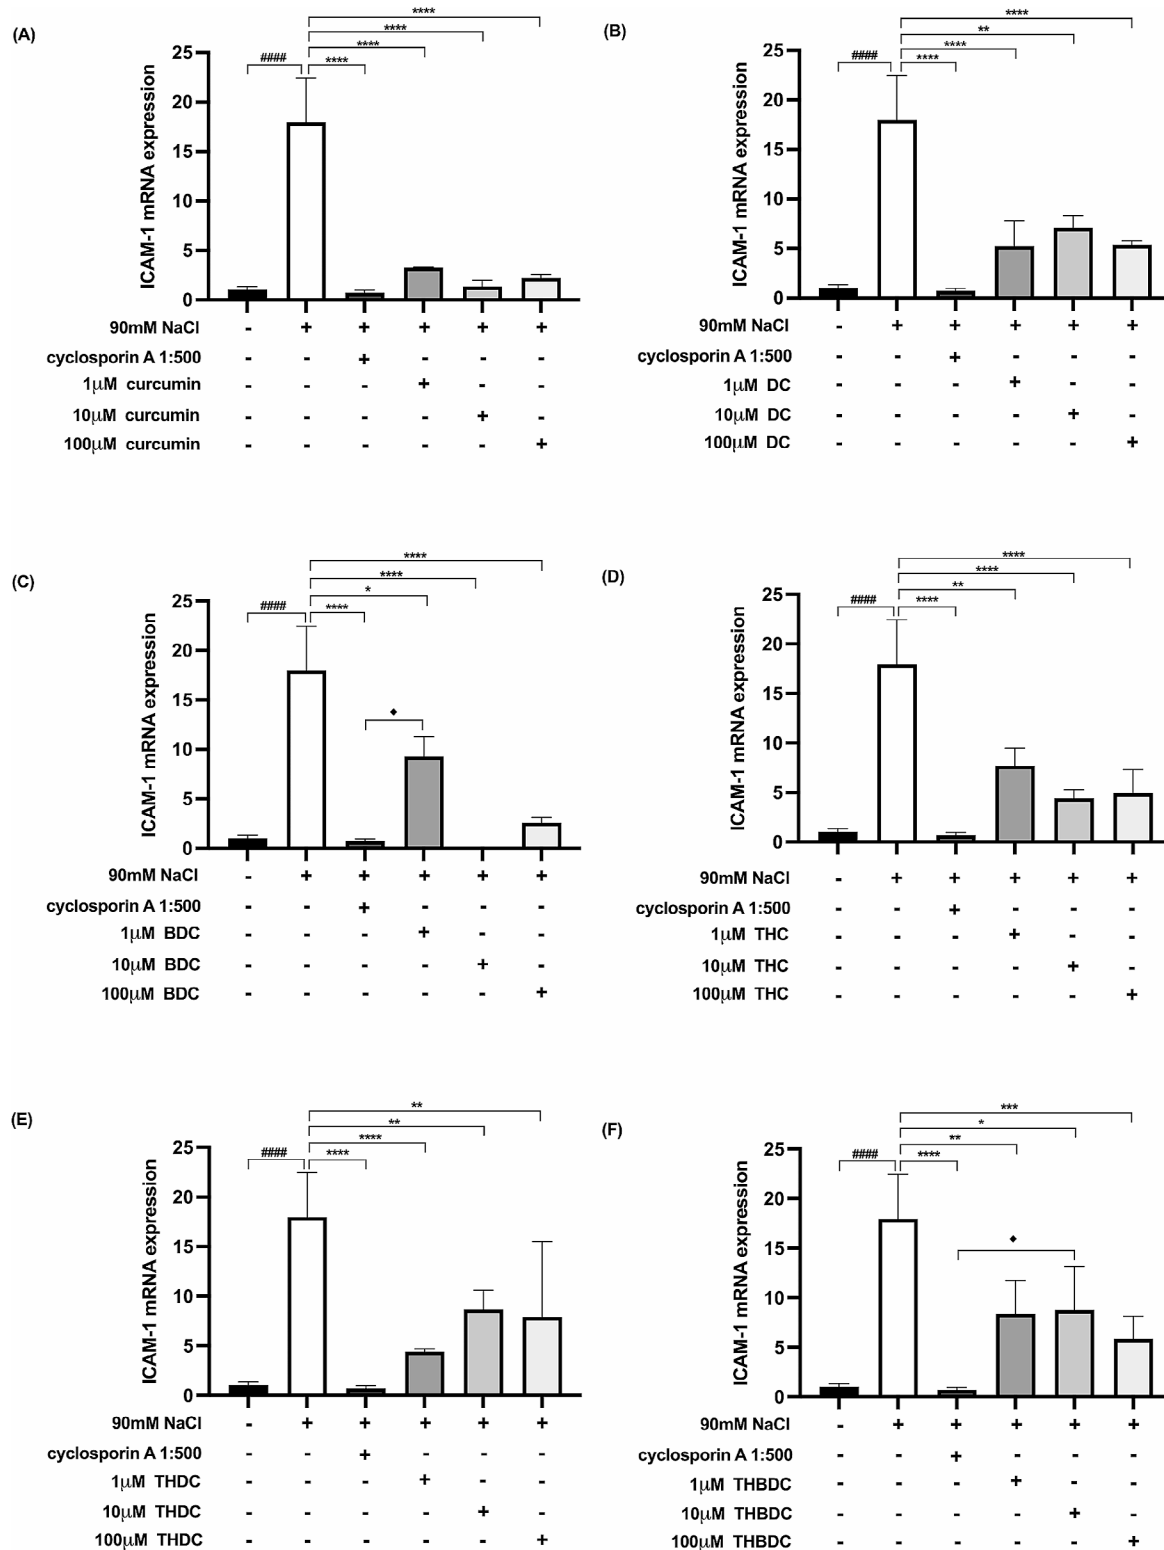 (A)
****
****
****
####
****
25
20
15
10
5
0
ICAM-1 mRNA expression
90mM NaCl - + + + + +
cyclosporin A 1:500 - - + - - -
1μM curcumin - - - + - -
10μM curcumin - - - - + -
100μM curcumin - - - - - +
(B)
****
**
****
####
****
25
20
15
10
5
0
ICAM-1 mRNA expression
90mM NaCl - + + + + +
cyclosporin A 1:500 - - + - - -
1μM DC - - - + - -
10μM DC - - - - + -
100μM DC - - - - - +
(C)
****
****
*
####
****
25
20
15
10
5
0
ICAM-1 mRNA expression
◆
90mM NaCl - + + + + +
cyclosporin A 1:500 - - + - - -
1μM BDC - - - + - -
10μM BDC - - - - + -
100μM BDC - - - - - +
(D)
****
****
**
####
****
25
20
15
10
5
0
ICAM-1 mRNA expression
90mM NaCl - + + + + +
cyclosporin A 1:500 - - + - - -
1μM THC - - - + - -
10μM THC - - - - + -
100μM THC - - - - - +
(E)
**
**
****
####
****
25
20
15
10
5
0
ICAM-1 mRNA expression
90mM NaCl - + + + + +
cyclosporin A 1:500 - - + - - -
1μM THDC - - - + - -
10μM THDC - - - - + -
100μM THDC - - - - - +
(F)
***
*
**
####
****
25
20
15
10
5
0
ICAM-1 mRNA expression
◆
90mM NaCl - + + + + +
cyclosporin A 1:500 - - + - - -
1μM THBDC - - - + - -
10μM THBDC - - - - + -
100μM THBDC - - - - - +